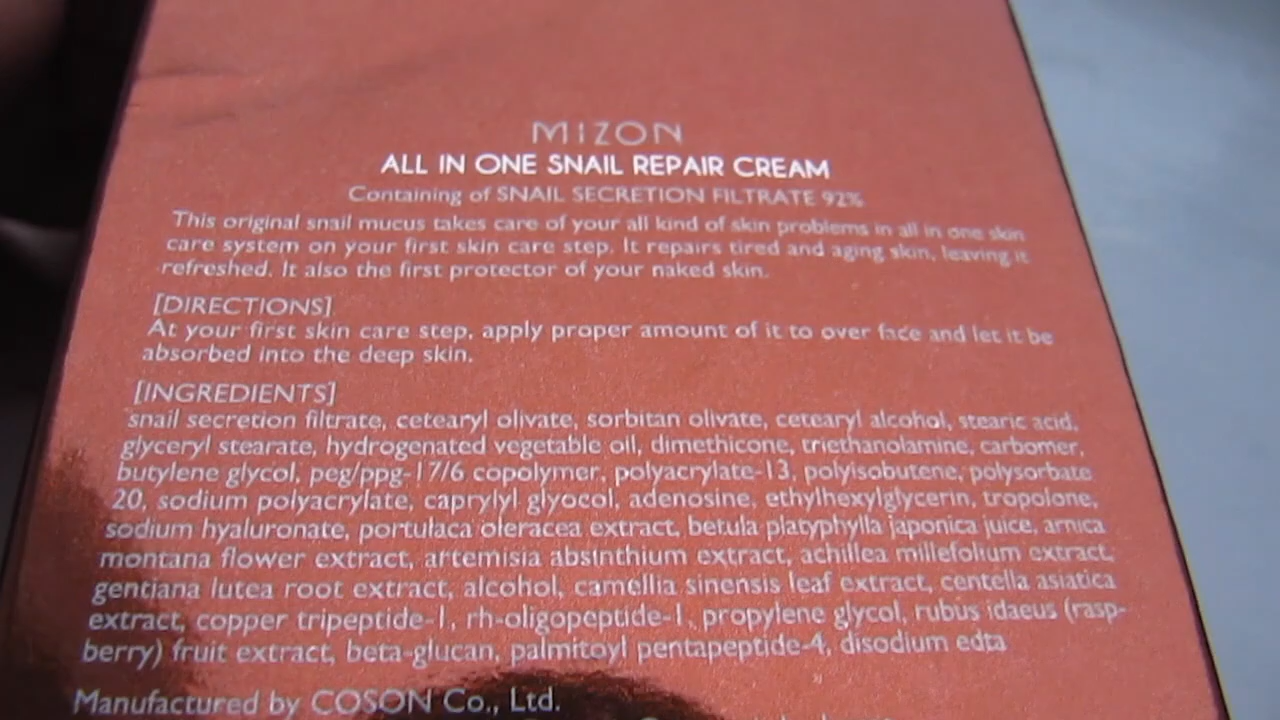 MIZON
ALL IN ONE SNAIL REPAIR CREAM
Containing of SNAIL SECRETION FILTRATE 92%
This original snail mucus takes care of your all kind of skin problems in all in one skin
care system on your first skin care step. It repairs tired and aging skin, leaving it
refreshed. It also the first protector of your naked skin.
[DIRECTIONS]
At your first skin care step, apply proper amount of it to over face and let it be
absorbed into the deep skin.
[INGREDIENTS]
snail secretion filtrate, cetearyl olivate, sorbitan olivate, cetearyl alcohol, stearic acid,
glyceryl stearate, hydrogenated vegetable oil, dimethicone, triethanolamine, carbomer,
butylene glycol, peg/ppg-17/6 copolymer, polyacrylate-13, polyisobutene, polysorbate
20, sodium polyacrylate, caprylyl glyocol, adenosine, ethylhexylglycerin, tropolone,
sodium hyaluronate, portulaca oleracea extract, betula platyphylla japonica juice, arnica
montana flower extract, artemisia absinthium extract, achillea millefolium extract,
gentiana lutea root extract, alcohol, camellia sinensis leaf extract, centella asiatica
extract, copper tripeptide-1, rh-oligopeptide-1, propylene glycol, rubus idaeus (rasp-
berry) fruit extract, beta-glucan, palmitoyl pentapeptide-4, disodium edta
Manufactured by COSON Co., Ltd.